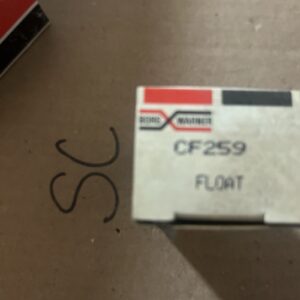 BORG WARNER
CF259
FLOAT
SC